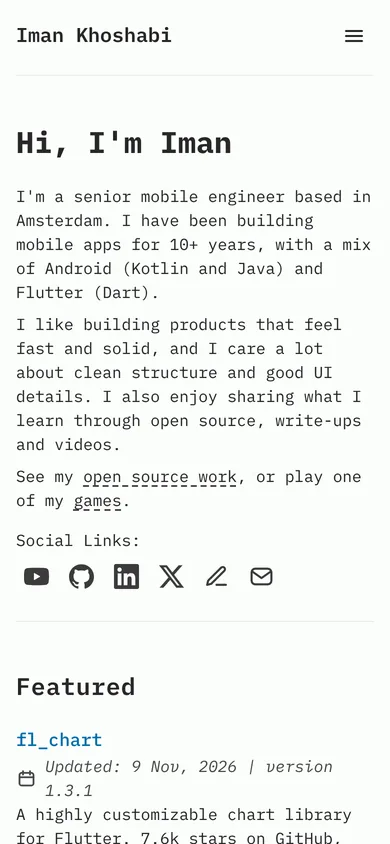 Iman Khoshabi
Hi, I'm Iman
I'm a senior mobile engineer based in
Amsterdam. I have been building
mobile apps for 10+ years, with a mix
of Android (Kotlin and Java) and
Flutter (Dart).
I like building products that feel
fast and solid, and I care a lot
about clean structure and good UI
details. I also enjoy sharing what I
learn through open source, write-ups
and videos.
See my open source work, or play one
of my games.
Social Links:
Featured
fl_chart
Updated: 9 Nov, 2026 | version
1.3.1
A highly customizable chart library
for Flutter. 7.6k stars on GitHub,